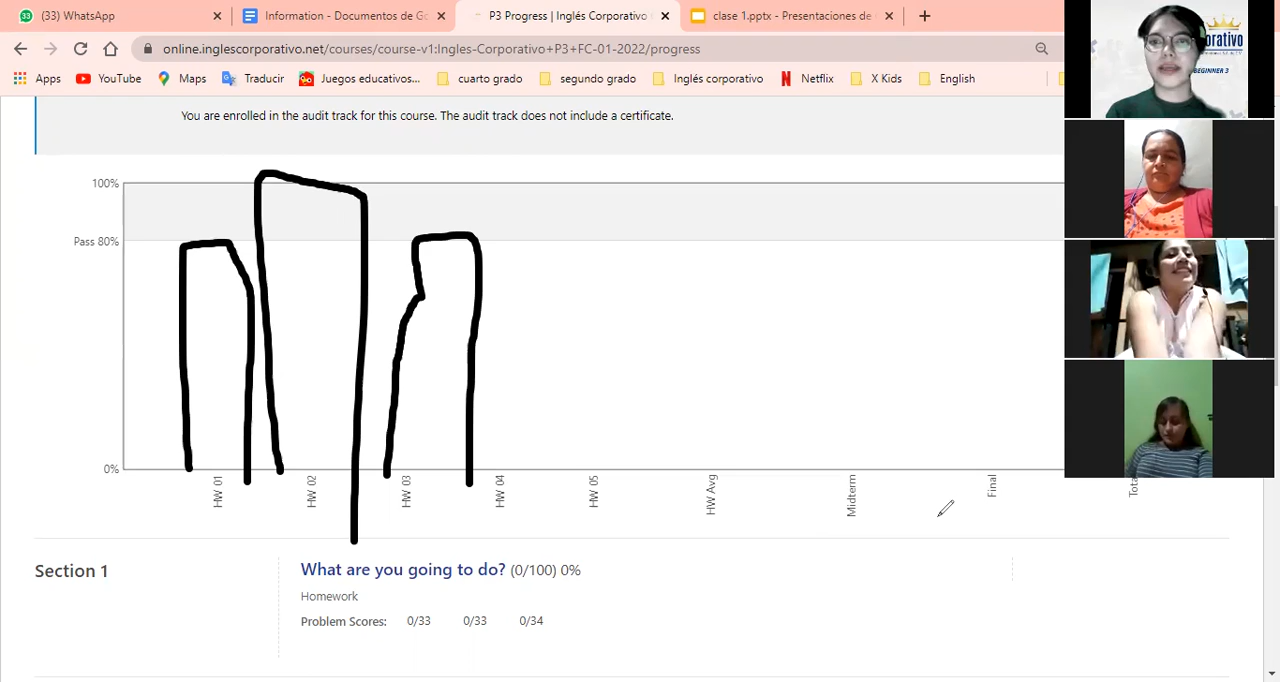 (33) WhatsApp
Information - Documentos de Go
P3 Progress | Inglés Corporativo
clase 1.pptx - Presentaciones de
online.inglescorporativo.net/courses/course-v1:Ingles-Corporativo+P3+FC-01-2022/progress
Apps YouTube Maps Traducir Juegos educativos... cuarto grado segundo grado Inglés corporativo Netflix X Kids English
orativo
BEGINNER 3
You are enrolled in the audit track for this course. The audit track does not include a certificate.
100%
Pass 80%
0%
HW 01
HW 02
HW 03
HW 04
HW 05
HW Avg
Midterm
Final
Total
Section 1
What are you going to do? (0/100) 0%
Homework
Problem Scores: 0/33 0/33 0/34